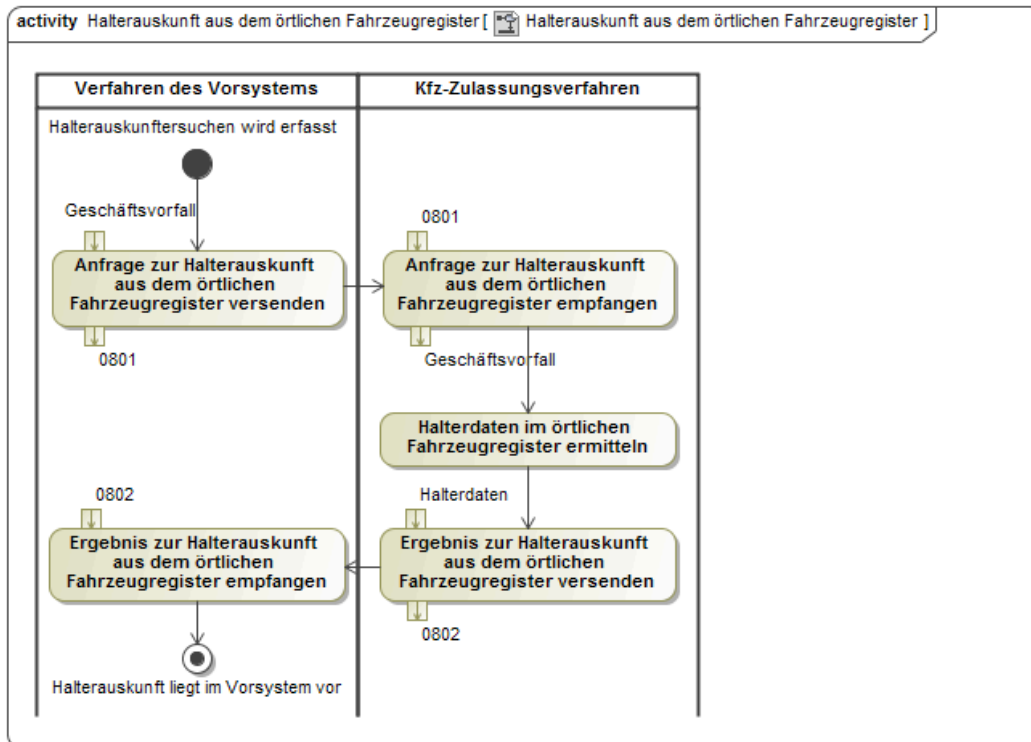 activity Halterauskunft aus dem örtlichen Fahrzeugregister [ Halterauskunft aus dem örtlichen Fahrzeugregister ]
Verfahren des Vorsystems
Kfz-Zulassungsverfahren
Halterauskunftersuchen wird erfasst
Geschäftsvorfall
Anfrage zur Halterauskunft
aus dem örtlichen
Fahrzeugregister versenden
0801
0801
Anfrage zur Halterauskunft
aus dem örtlichen
Fahrzeugregister empfangen
Geschäftsvorfall
Halterdaten im örtlichen
Fahrzeugregister ermitteln
Halterdaten
Ergebnis zur Halterauskunft
aus dem örtlichen
Fahrzeugregister versenden
0802
0802
Ergebnis zur Halterauskunft
aus dem örtlichen
Fahrzeugregister empfangen
Halterauskunft liegt im Vorsystem vor